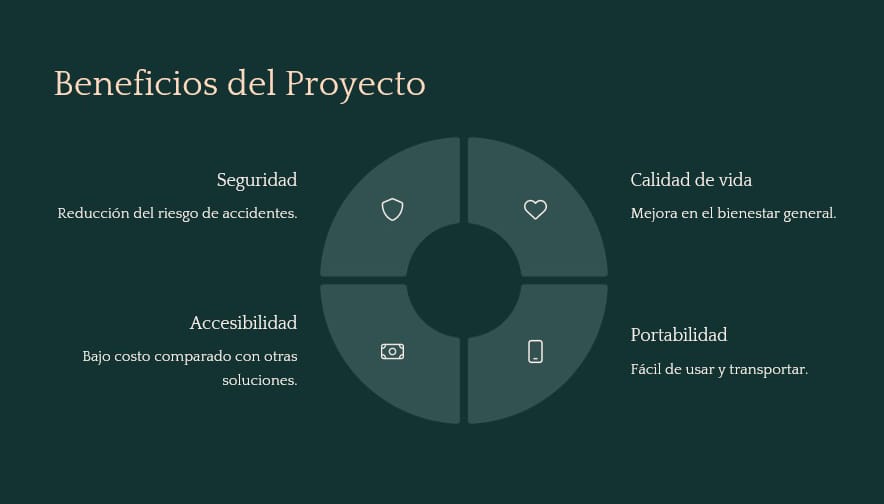 Beneficios del Proyecto
Seguridad
Reducción del riesgo de accidentes.
Calidad de vida
Mejora en el bienestar general.
Accesibilidad
Bajo costo comparado con otras
soluciones.
Portabilidad
Fácil de usar y transportar.